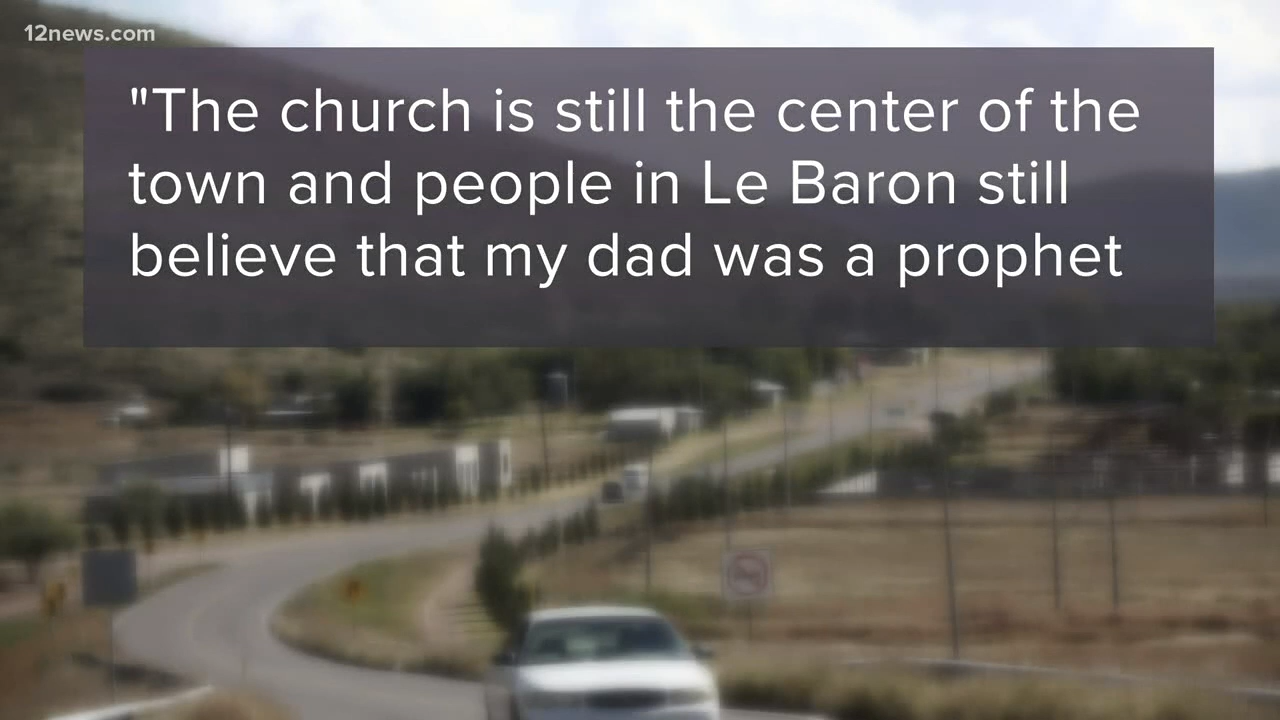 12news.com
"The church is still the center of the
town and people in Le Baron still
believe that my dad was a prophet